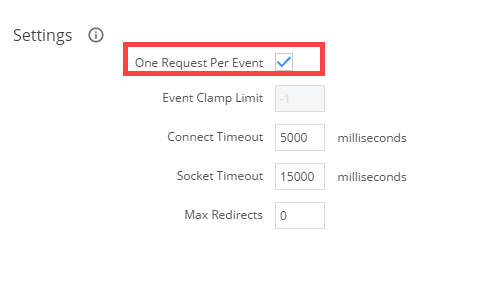 Settings
One Request Per Event
Event Clamp Limit -1
Connect Timeout 5000 milliseconds
Socket Timeout 15000 milliseconds
Max Redirects 0